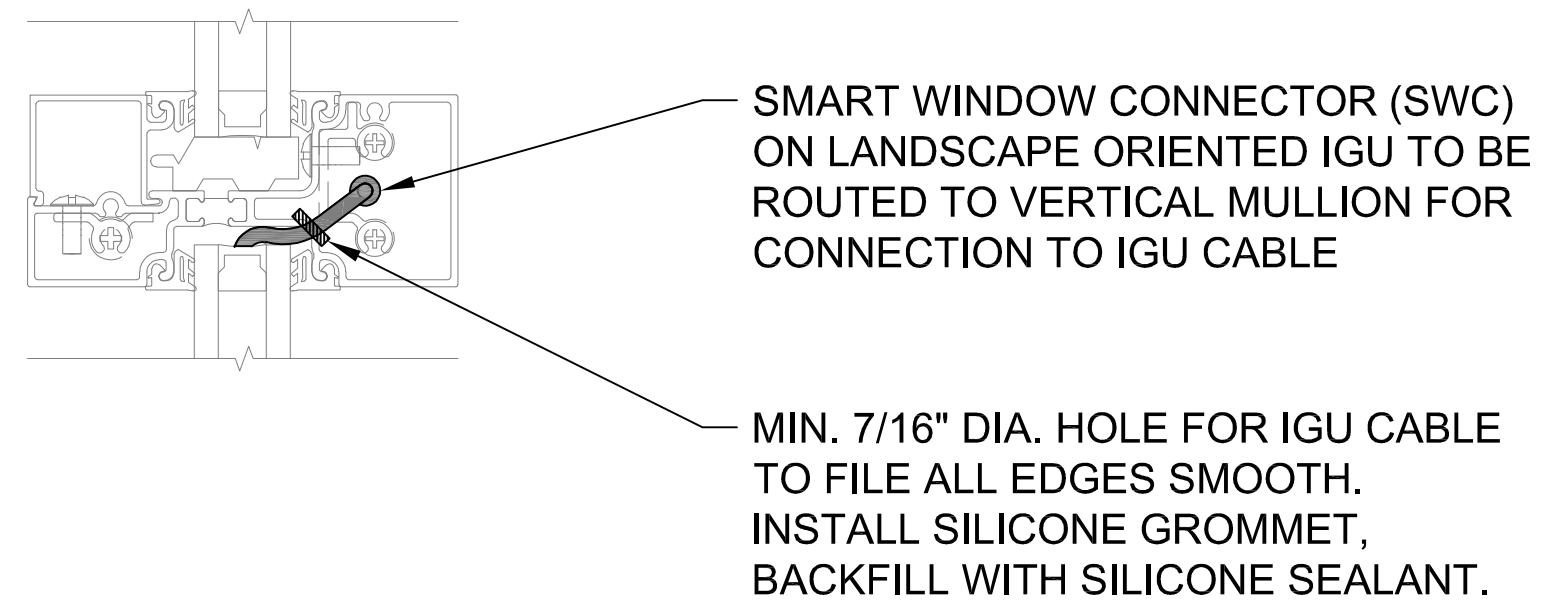 SMART WINDOW CONNECTOR (SWC)
ON LANDSCAPE ORIENTED IGU TO BE
ROUTED TO VERTICAL MULLION FOR
CONNECTION TO IGU CABLE
MIN. 7/16" DIA. HOLE FOR IGU CABLE
TO FILE ALL EDGES SMOOTH.
INSTALL SILICONE GROMMET,
BACKFILL WITH SILICONE SEALANT.